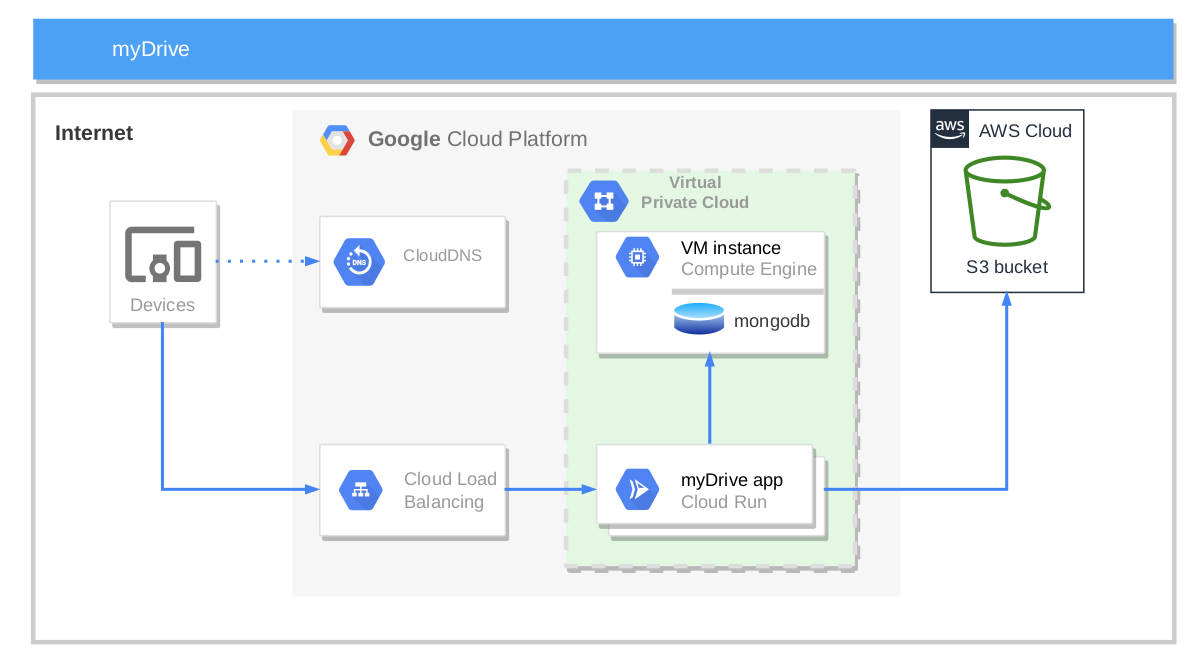 myDrive
Internet
Google Cloud Platform
aws
AWS Cloud
S3 bucket
Virtual
Private Cloud
Devices
DNS
CloudDNS
VM instance
Compute Engine
mongodb
Cloud Load
Balancing
myDrive app
Cloud Run